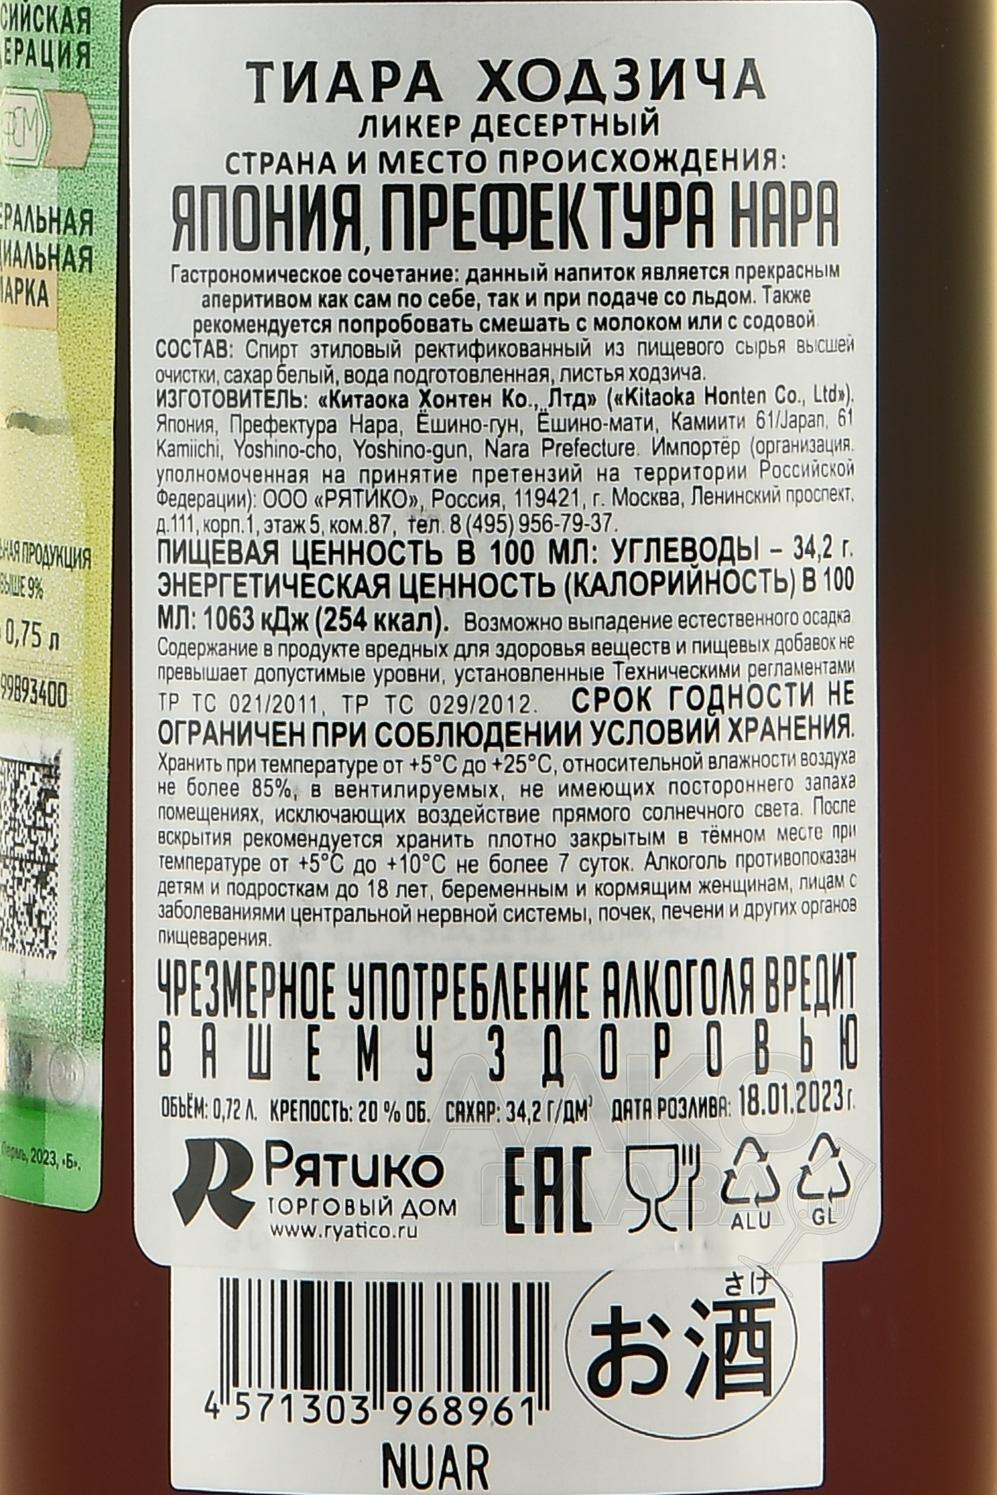 СИЙСКАЯ
ЕРАЦИЯ
ЕРАЛЬНАЯ
ИАЛЬНАЯ
МАРКА
ЬНАЯ ПРОДУКЦИЯ
ВЫШЕ 9%
0,75 л
99893400
Пермь, 2023, «Б».
ТИАРА ХОДЗИЧА
ЛИКЕР ДЕСЕРТНЫЙ
СТРАНА И МЕСТО ПРОИСХОЖДЕНИЯ:
ЯПОНИЯ, ПРЕФЕКТУРА НАРА
Гастрономическое сочетание: данный напиток является прекрасным
аперитивом как сам по себе, так и при подаче со льдом. Также
рекомендуется попробовать смешать с молоком или с содовой
СОСТАВ: Спирт этиловый ректификованный из пищевого сырья высшей
очистки, сахар белый, вода подготовленная, листья ходзича.
ИЗГОТОВИТЕЛЬ: «Китаока Хонтен Ко., Лтд» («Kitaoka Honten Co., Ltd»).
Япония, Префектура Нара, Ёшино-гун, Ёшино-мати, Камиити 61/Japan, 61
Kamiichi, Yoshino-cho, Yoshino-gun, Nara Prefecture. Импортёр (организация,
уполномоченная на принятие претензий на территории Российской
Федерации): ООО «РЯТИКО», Россия, 119421, г. Москва, Ленинский проспект,
д.111, корп.1, этаж 5, ком.87, тел. 8 (495) 956-79-37.
ПИЩЕВАЯ ЦЕННОСТЬ В 100 МЛ: УГЛЕВОДЫ – 34,2 г.
ЭНЕРГЕТИЧЕСКАЯ ЦЕННОСТЬ (КАЛОРИЙНОСТЬ) В 100
МЛ: 1063 кДж (254 ккал). Возможно выпадение естественного осадка
Содержание в продукте вредных для здоровья веществ и пищевых добавок не
превышает допустимые уровни, установленные Техническими регламентами
ТР ТС 021/2011, ТР ТС 029/2012. СРОК ГОДНОСТИ НЕ
ОГРАНИЧЕН ПРИ СОБЛЮДЕНИИ УСЛОВИЙ ХРАНЕНИЯ.
Хранить при температуре от +5°С до +25°С, относительной влажности воздуха
не более 85%, в вентилируемых, не имеющих постороннего запаха
помещениях, исключающих воздействие прямого солнечного света. После
вскрытия рекомендуется хранить плотно закрытым в тёмном месте при
температуре от +5°С до +10°С не более 7 суток. Алкоголь противопоказан
детям и подросткам до 18 лет, беременным и кормящим женщинам, лицам с
заболеваниями центральной нервной системы, почек, печени и других органов
пищеварения.
ЧРЕЗМЕРНОЕ УПОТРЕБЛЕНИЕ АЛКОГОЛЯ ВРЕДИТ
ВАШЕМУ ЗДОРОВЬЮ
ОБЪЁМ: 0,72 Л. КРЕПОСТЬ: 20 % ОБ. САХАР: 34,2 Г/ДМ³ ДАТА РОЗЛИВА: 18.01.2023г.
РЯТИКО
ТОРГОВЫЙ ДОМ
www.ryatico.ru
EAC
ALU
GL
АЛКО
ПЛАЗА
さけ
お酒
4 571303 968961
NUAR